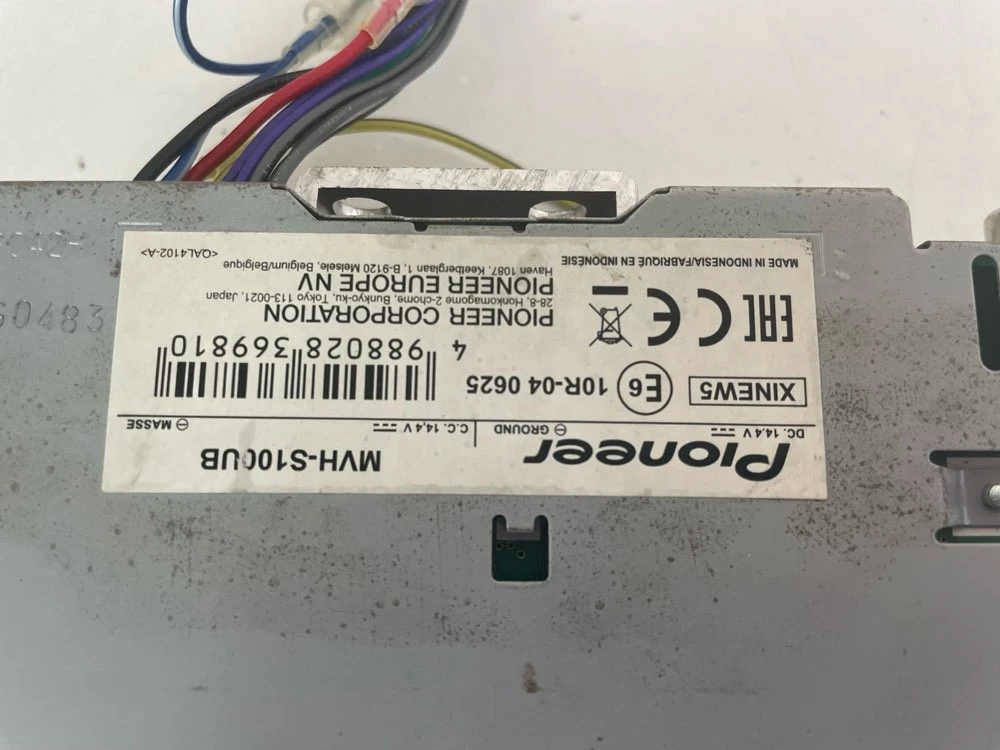 Pioneer MVH-S100UB
DC. 14.4 V ⎓ GROUND ⊖ C.C. 14,4 V ⎓ ⊖ MASSE
XINEW5 E6 10R-04 0625
4 988028 369810
EAC CE
PIONEER CORPORATION
28-8, Honkomagome 2-chome, Bunkyo-ku, Tokyo 113-0021, Japan
PIONEER EUROPE NV
Haven 1087, Keetberglaan 1, B-9120 Melsele, Belgium/Belgique
MADE IN INDONESIA/FABRIQUÉ EN INDONÉSIE <QAL4102-A>